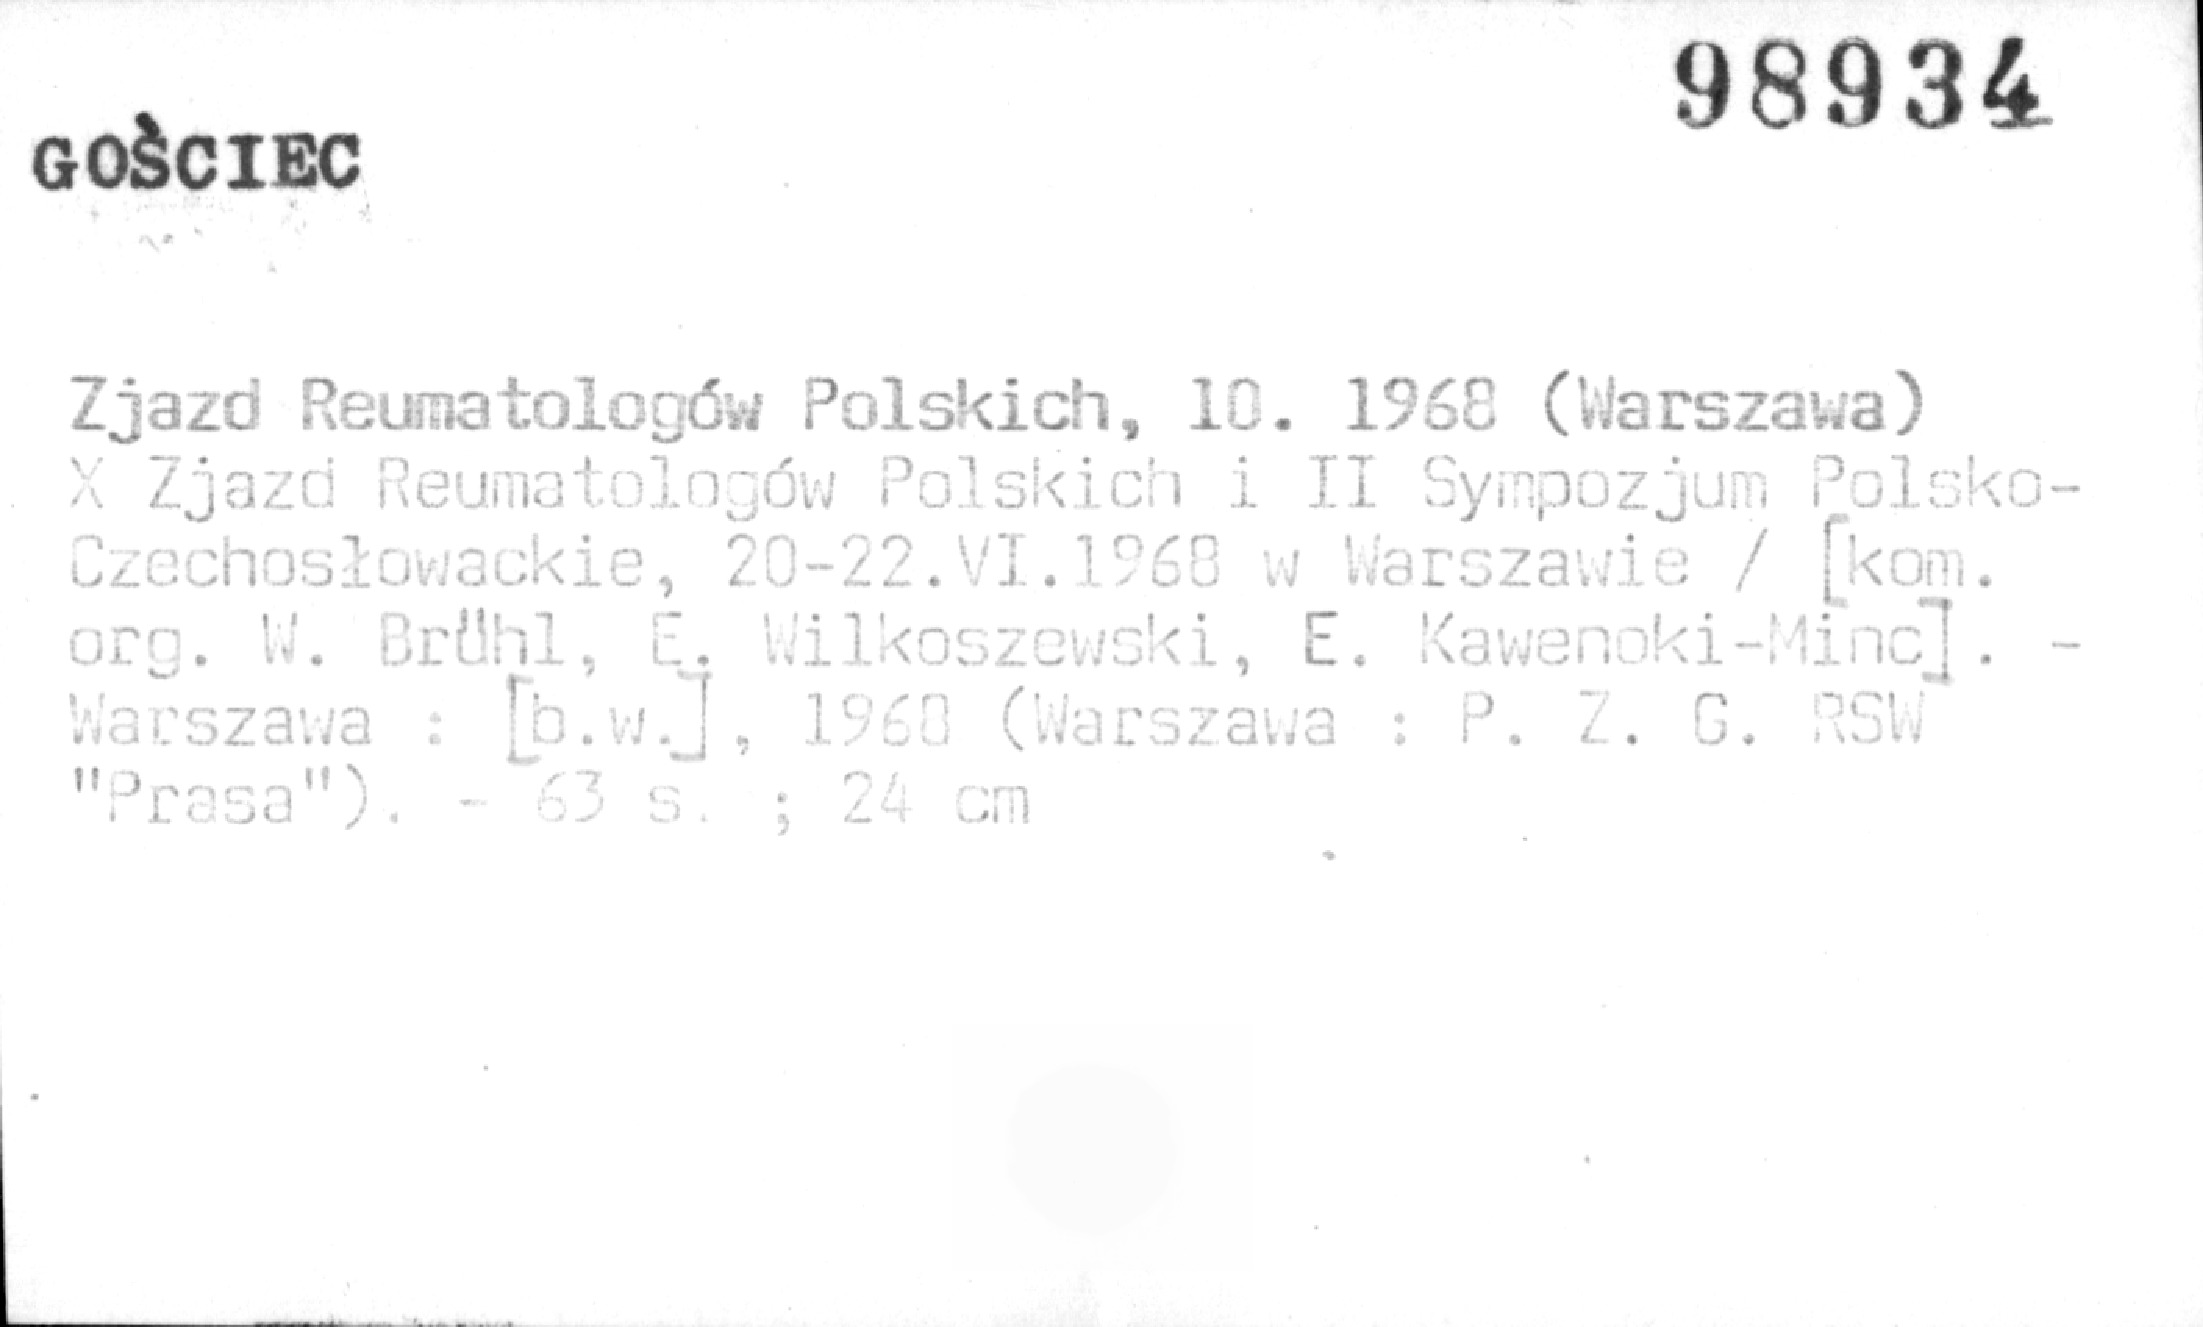 98934
GOŚCIEC
Zjazd Reumatologów Polskich, 10. 1968 (Warszawa)
X Zjazd Reumatologów Polskich i II Sympozjum Polsko-
Czechosłowackie, 20-22.VI.1968 w Warszawie / [kom.
org. W. Brühl, E. Wilkoszewski, E. Kawenoki-Minc]. -
Warszawa : [b.w.], 1968 (Warszawa : P. Z. G. RSW
"Prasa"). - 63 s. ; 24 cm